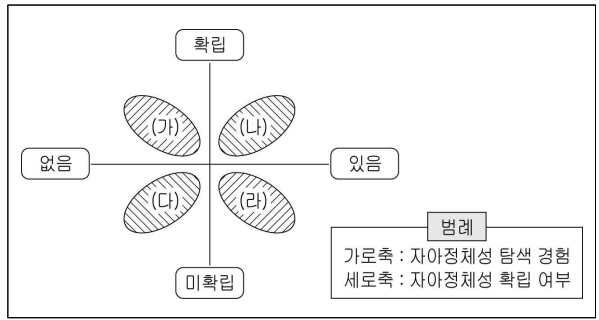 확립
(가) (나)
없음 있음
(다) (라)
미확립
범례
가로축 : 자아정체성 탐색 경험
세로축 : 자아정체성 확립 여부